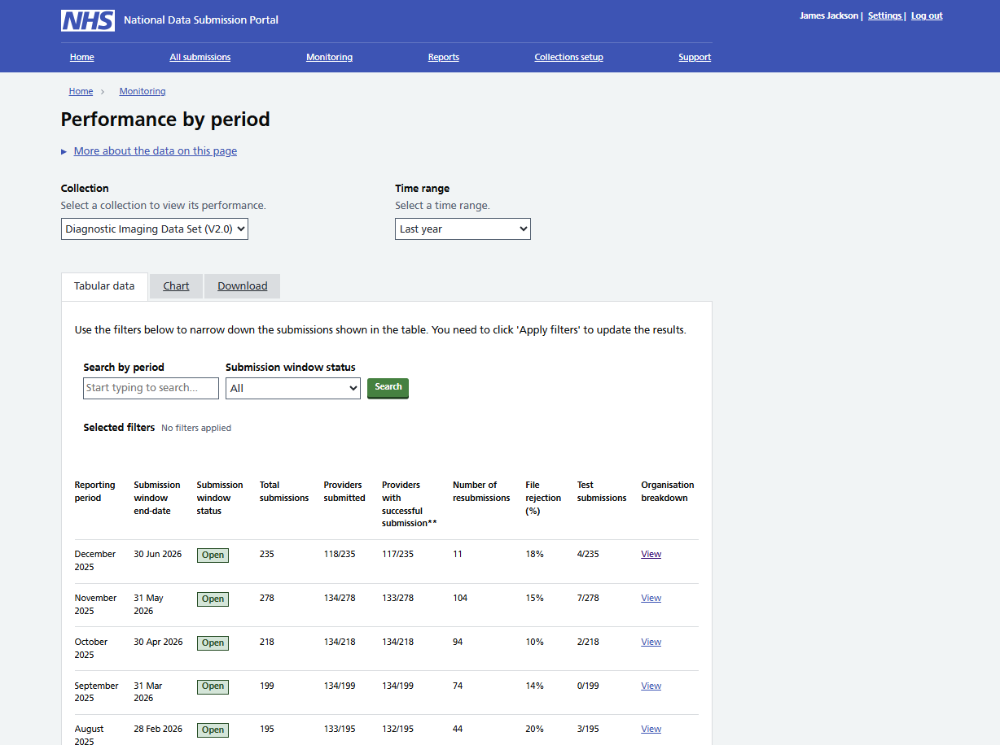 NHS National Data Submission Portal
James Jackson | Settings | Log out
Home All submissions Monitoring Reports Collections setup Support
Home › Monitoring
Performance by period
► More about the data on this page
Collection
Select a collection to view its performance.
Diagnostic Imaging Data Set (V2.0)
Time range
Select a time range.
Last year
Tabular data Chart Download
Use the filters below to narrow down the submissions shown in the table. You need to click 'Apply filters' to update the results.
Search by period
Start typing to search...
Submission window status
All
Search
Selected filters No filters applied
Reporting period
Submission window end-date
Submission window status
Total submissions
Providers submitted
Providers with successful submission**
Number of resubmissions
File rejection (%)
Test submissions
Organisation breakdown
December 2025 30 Jun 2026 Open 235 118/235 117/235 11 18% 4/235 View
November 2025 31 May 2026 Open 278 134/278 133/278 104 15% 7/278 View
October 2025 30 Apr 2026 Open 218 134/218 134/218 94 10% 2/218 View
September 2025 31 Mar 2026 Open 199 134/199 134/199 74 14% 0/199 View
August 2025 28 Feb 2026 Open 195 133/195 132/195 44 20% 3/195 View